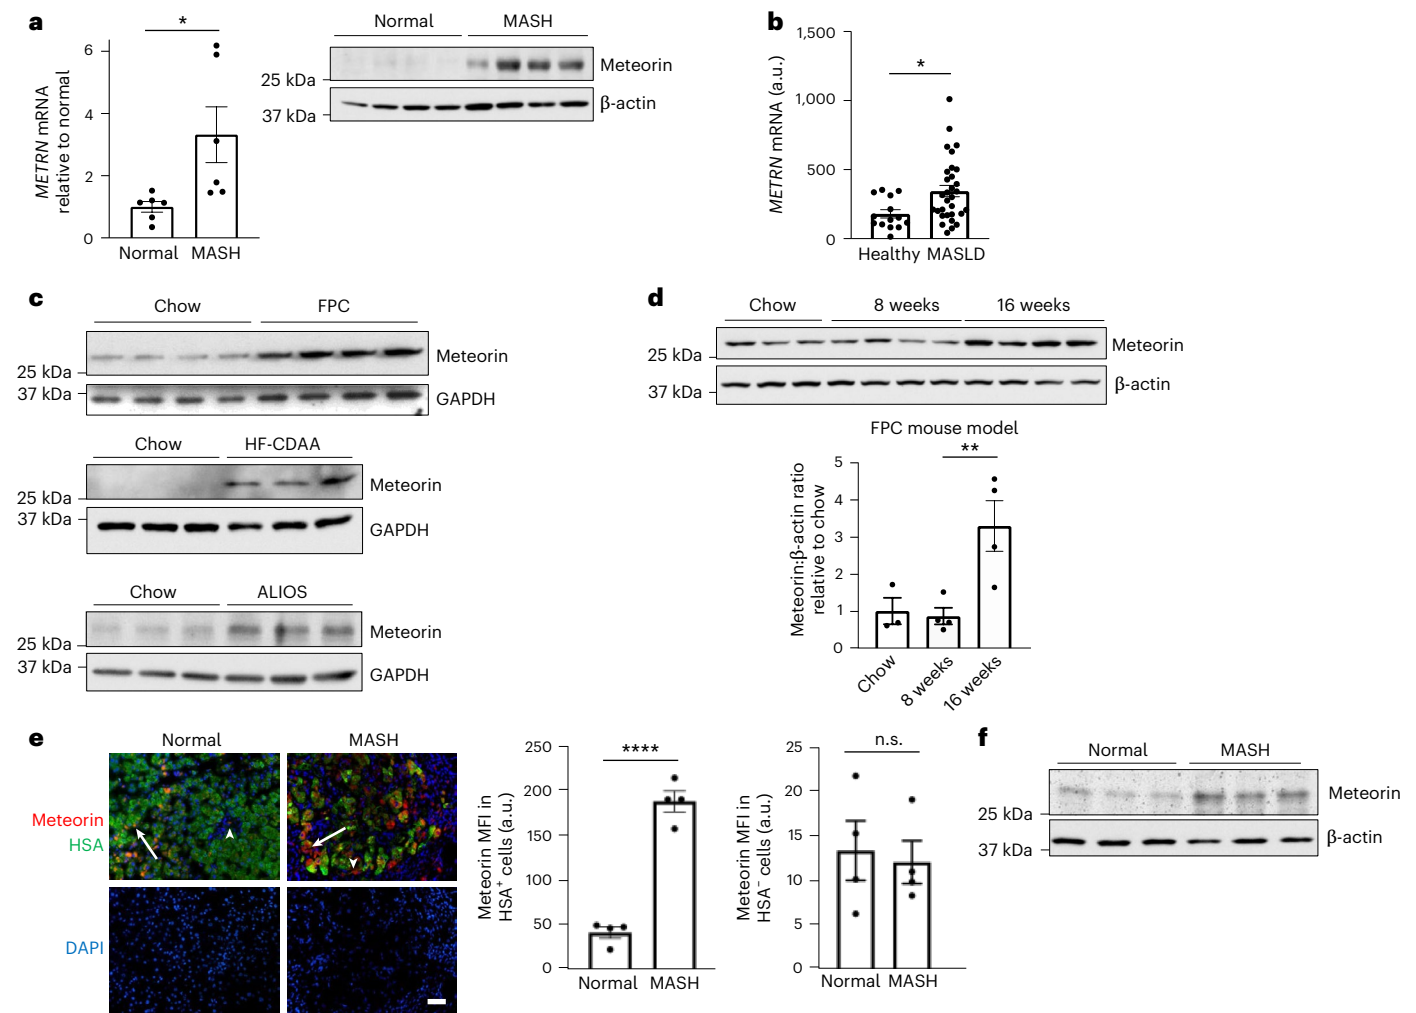 a
*
6
4
2
0
METRN mRNA
relative to normal
Normal
MASH
Normal
MASH
Meteorin
25 kDa
β-actin
37 kDa
b
1,500
1,000
500
0
METRN mRNA (a.u.)
*
Healthy
MASLD
c
Chow
FPC
Meteorin
25 kDa
37 kDa
GAPDH
Chow
HF-CDAA
Meteorin
25 kDa
37 kDa
GAPDH
Chow
ALIOS
Meteorin
25 kDa
37 kDa
GAPDH
d
Chow
8 weeks
16 weeks
Meteorin
25 kDa
β-actin
37 kDa
FPC mouse model
**
5
4
3
2
1
0
Meteorin:β-actin ratio
relative to chow
Chow
8 weeks
16 weeks
e
Normal
MASH
Meteorin
HSA
DAPI
250
200
150
100
50
0
Meteorin MFI in
HSA⁺ cells (a.u.)
****
Normal
MASH
25
20
15
10
5
0
Meteorin MFI in
HSA⁻ cells (a.u.)
n.s.
Normal
MASH
f
Normal
MASH
Meteorin
25 kDa
β-actin
37 kDa